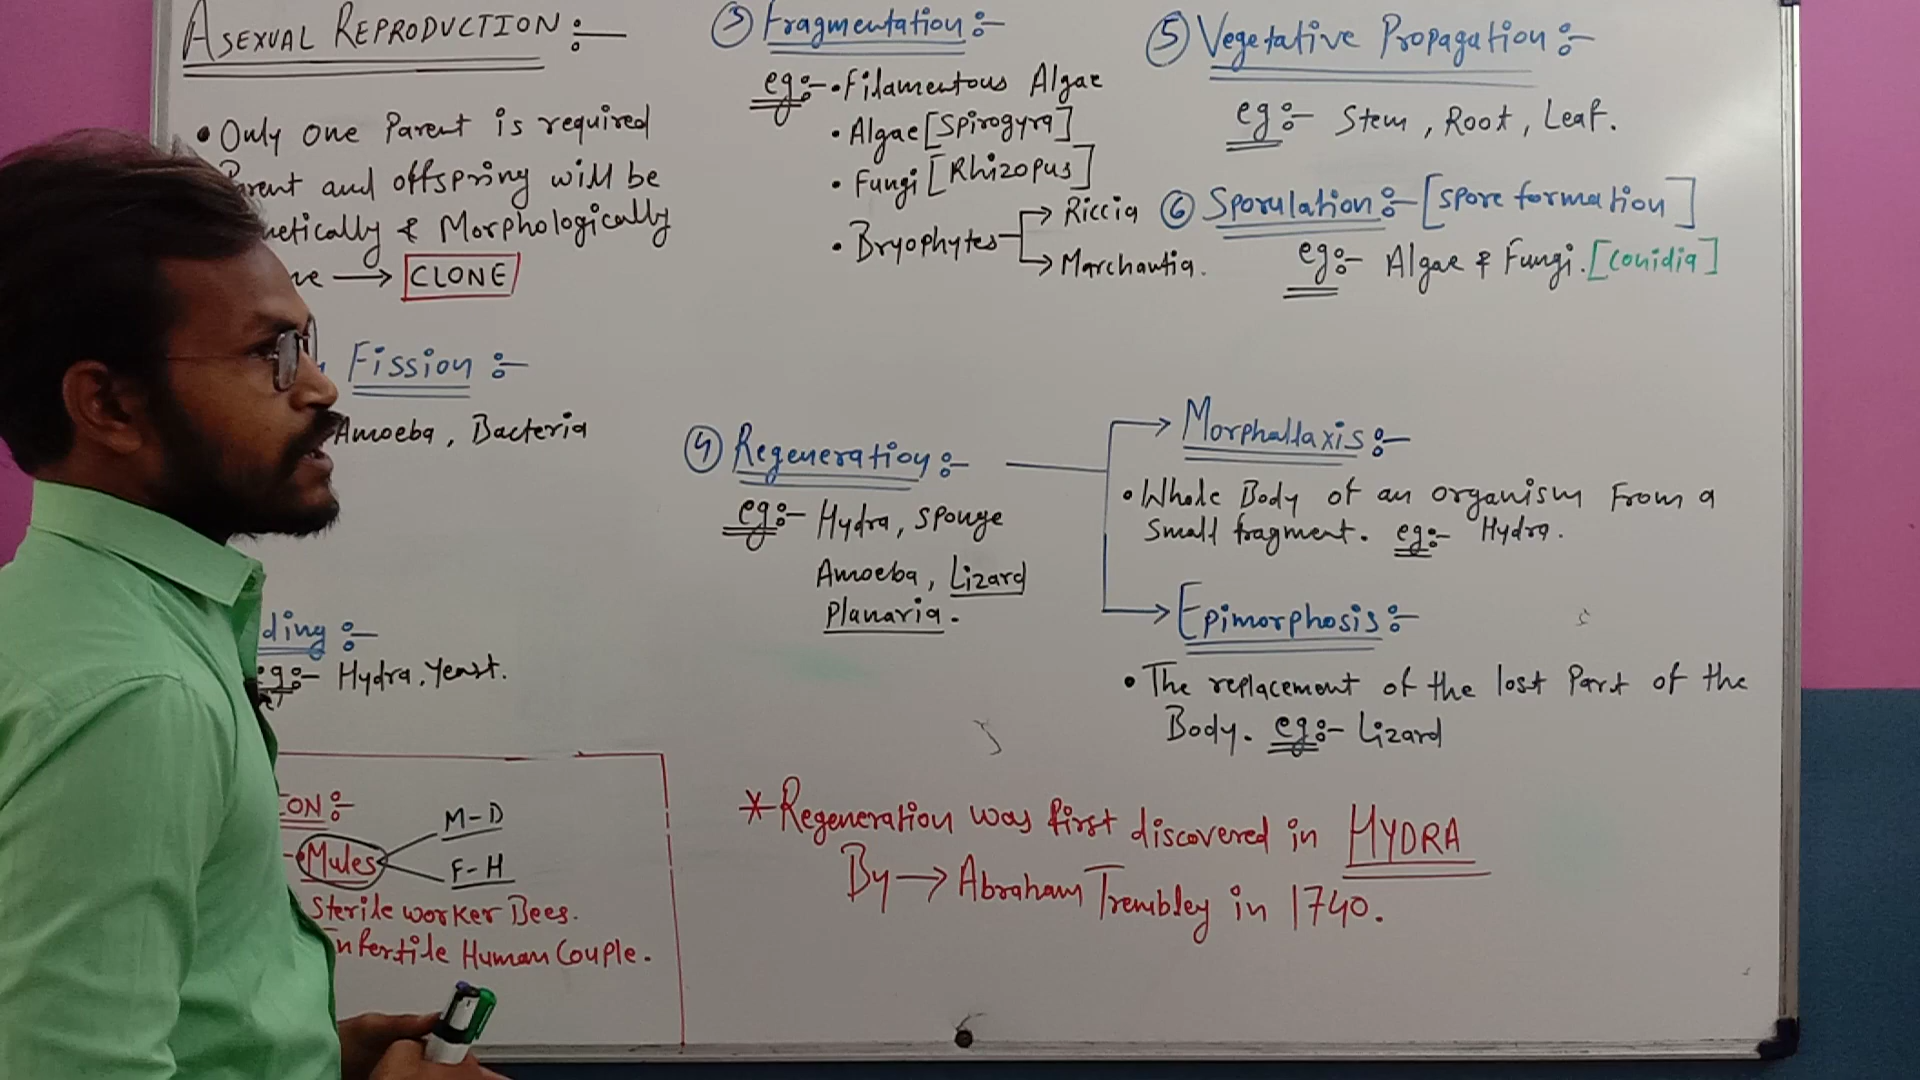 ASEXUAL REPRODUCTION :-
• Only one Parent is required
Parent and offspring will be
netically & Morphologically
ne → CLONE
Fission :-
Amoeba, Bacteria
ding :-
eg:- Hydra, Yeast.
ION :-
Mules
M-D
F-H
Sterile worker Bees.
Infertile Human Couple.
③ Fragmentation :-
eg:- • Filamentous Algae
• Algae [Spirogyra]
• Fungi [Rhizopus]
• Bryophytes → Riccia
→ Marchantia.
④ Regeneration :-
eg:- Hydra, Sponge
Amoeba, Lizard
Planaria.
⑤ Vegetative Propagation :-
eg:- Stem, Root, Leaf.
⑥ Sporulation :- [Spore formation]
eg:- Algae & Fungi. [Conidia]
→ Morphallaxis :-
• Whole Body of an organism From a
Small fragment. eg:- Hydra.
→ Epimorphosis :-
• The replacement of the lost Part of the
Body. eg:- Lizard
* Regeneration was first discovered in HYDRA
By → Abraham Trembley in 1740.